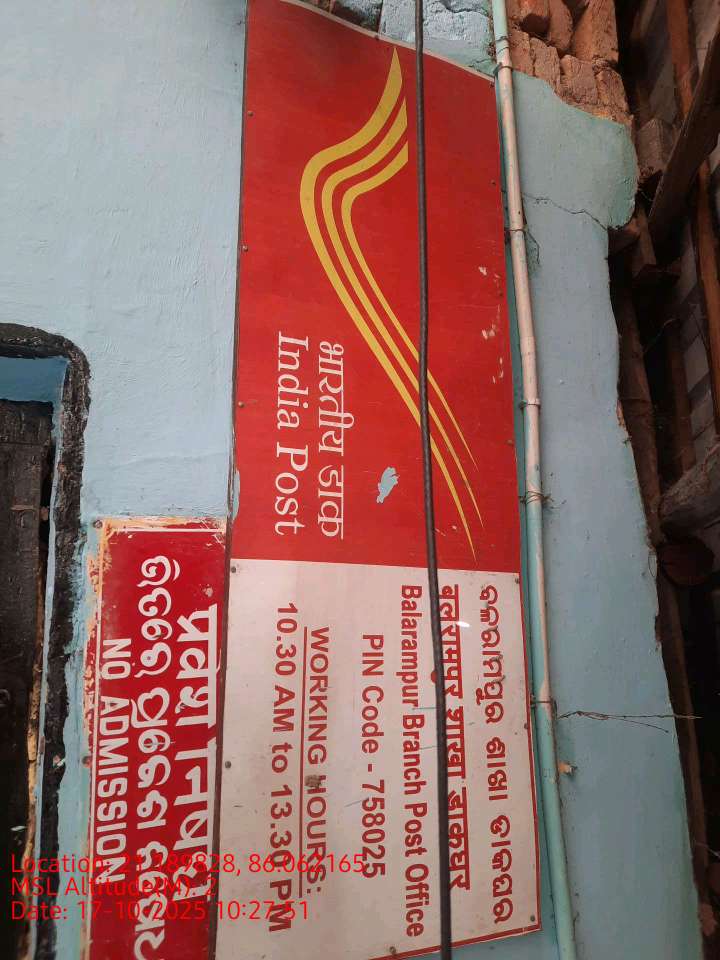 भारतीय डाक
India Post
ବଳରାମପୁର ଶାଖା ଡାକଘର
बलरामपुर शाखा डाकघर
Balarampur Branch Post Office
PIN Code - 758025
WORKING HOURS:
10.30 AM to 13.30 PM
प्रवेश निषेध
ପ୍ରବେଶ
NO ADMISSION
Location: 21.189828, 86.062165
MSL Altitude(M): 2
Date: 17-10-2025 10:27:51